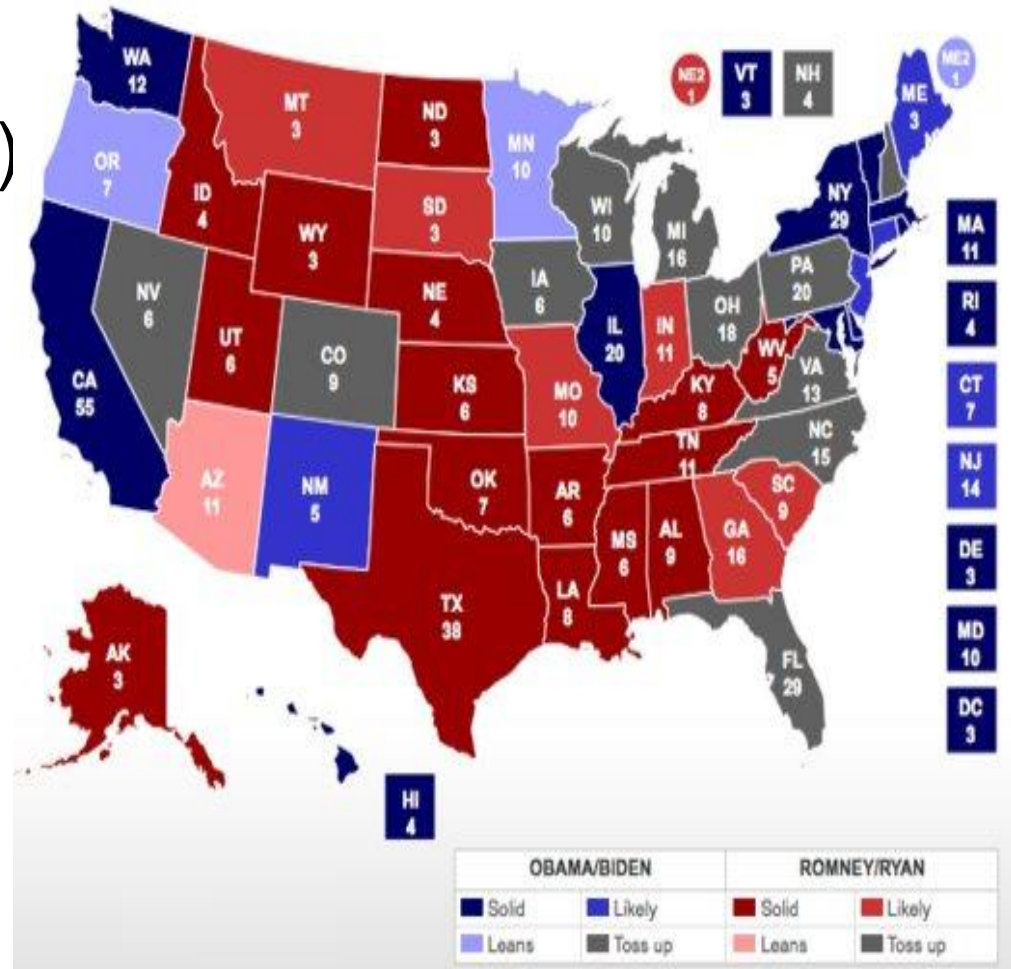 )
WA
12
OR
7
CA
55
NV
6
ID
4
MT
3
WY
3
UT
6
AZ
11
CO
9
NM
5
ND
3
SD
3
NE
4
KS
6
OK
7
TX
38
MN
10
IA
6
MO
10
AR
6
LA
8
WI
10
IL
20
MI
16
IN
11
OH
18
KY
8
TN
11
MS
6
AL
9
GA
16
FL
29
SC
9
NC
15
VA
13
WV
5
PA
20
NY
29
ME
3
NE2
1
VT
3
NH
4
ME2
1
MA
11
RI
4
CT
7
NJ
14
DE
3
MD
10
DC
3
AK
3
HI
4
OBAMA/BIDEN ROMNEY/RYAN
Solid Likely Solid Likely
Leans Toss up Leans Toss up